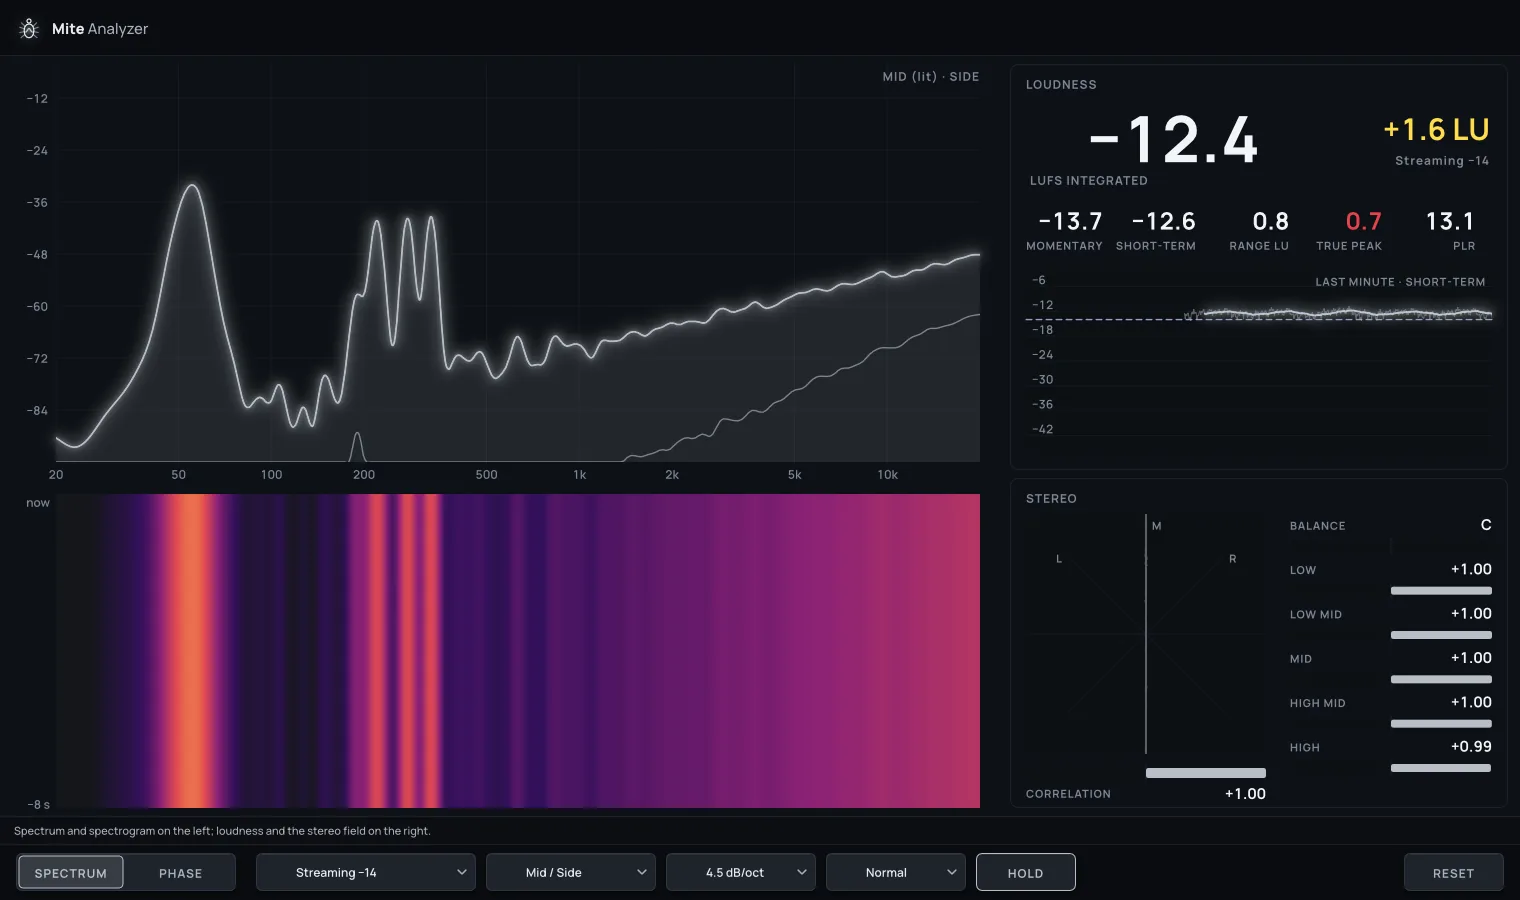 Mite Analyzer
MID (lit) · SIDE
−12
−24
−36
−48
−60
−72
−84
20 50 100 200 500 1k 2k 5k 10k
now
−8 s
LOUDNESS
−12.4
LUFS INTEGRATED
+1.6 LU
Streaming −14
−13.7 −12.6 0.8 0.7 13.1
MOMENTARY SHORT-TERM RANGE LU TRUE PEAK PLR
LAST MINUTE · SHORT-TERM
−6
−12
−18
−24
−30
−36
−42
STEREO
M
L R
CORRELATION +1.00
BALANCE C
LOW +1.00
LOW MID +1.00
MID +1.00
HIGH MID +1.00
HIGH +0.99
Spectrum and spectrogram on the left; loudness and the stereo field on the right.
SPECTRUM PHASE Streaming −14 Mid / Side 4.5 dB/oct Normal HOLD RESET